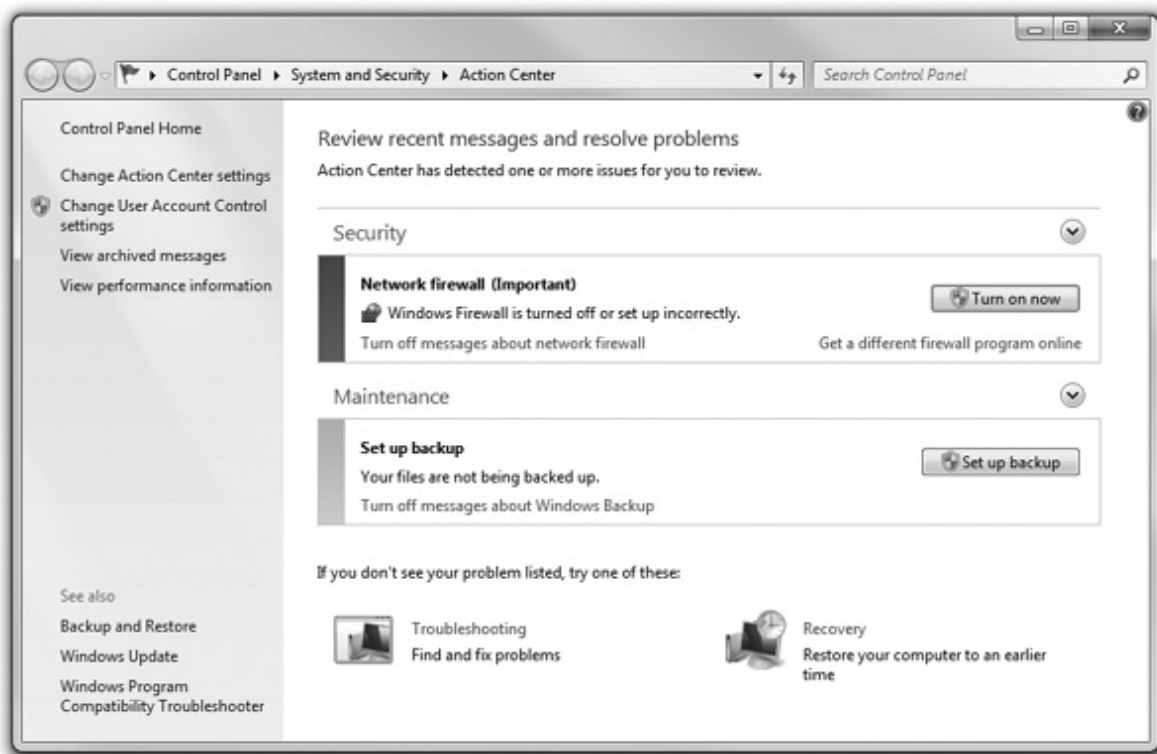 Control Panel ▸ System and Security ▸ Action Center
Search Control Panel
Control Panel Home
Change Action Center settings
Change User Account Control
settings
View archived messages
View performance information
See also
Backup and Restore
Windows Update
Windows Program
Compatibility Troubleshooter
Review recent messages and resolve problems
Action Center has detected one or more issues for you to review.
Security
Network firewall (Important)
Windows Firewall is turned off or set up incorrectly.
Turn on now
Turn off messages about network firewall
Get a different firewall program online
Maintenance
Set up backup
Your files are not being backed up.
Set up backup
Turn off messages about Windows Backup
If you don't see your problem listed, try one of these:
Troubleshooting
Find and fix problems
Recovery
Restore your computer to an earlier
time